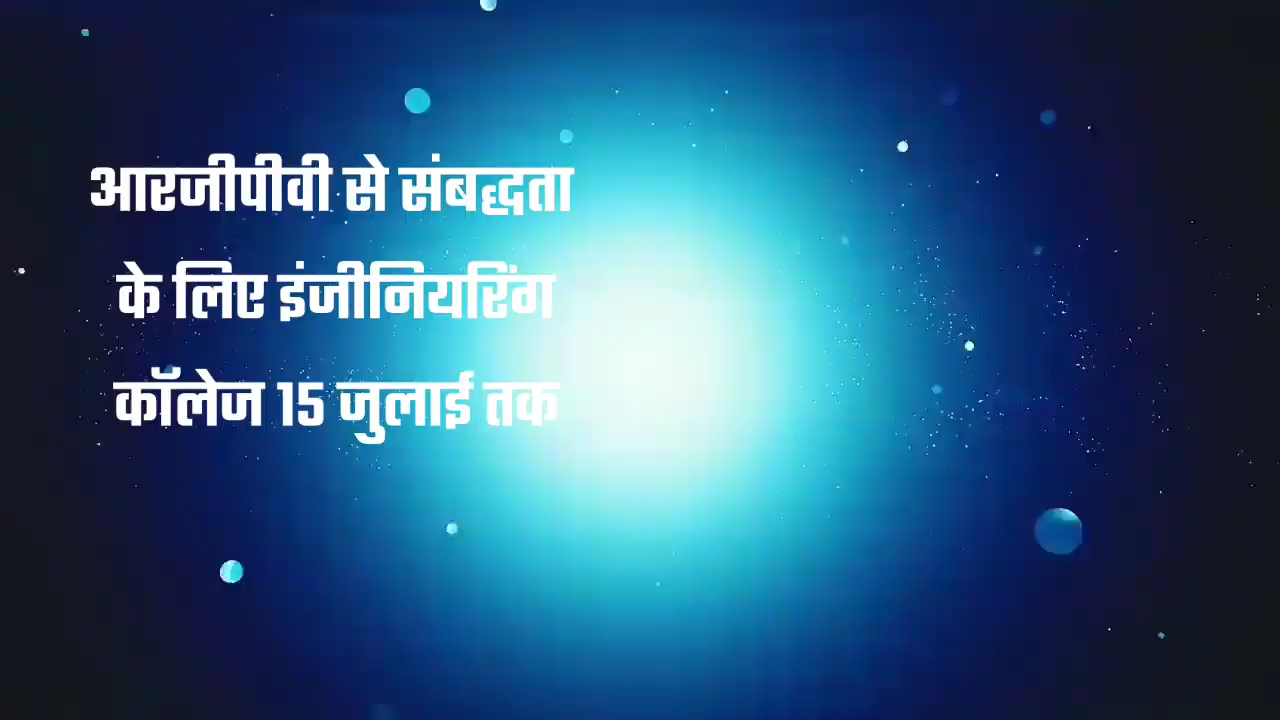 आरजीपीवी से संबद्धता
के लिए इंजीनियरिंग
कॉलेज 15 जुलाई तक